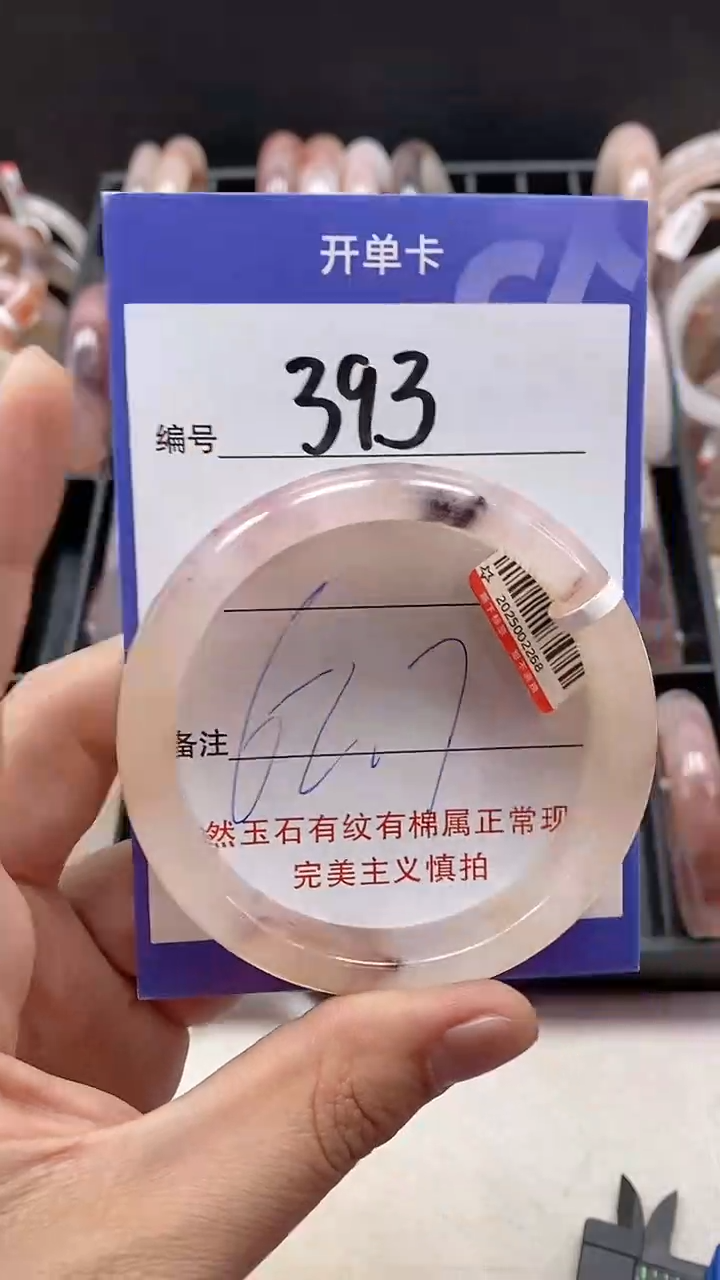 开单卡
编号 393
2025002268
62.7
备注
然玉石有纹有棉属正常现
完美主义慎拍